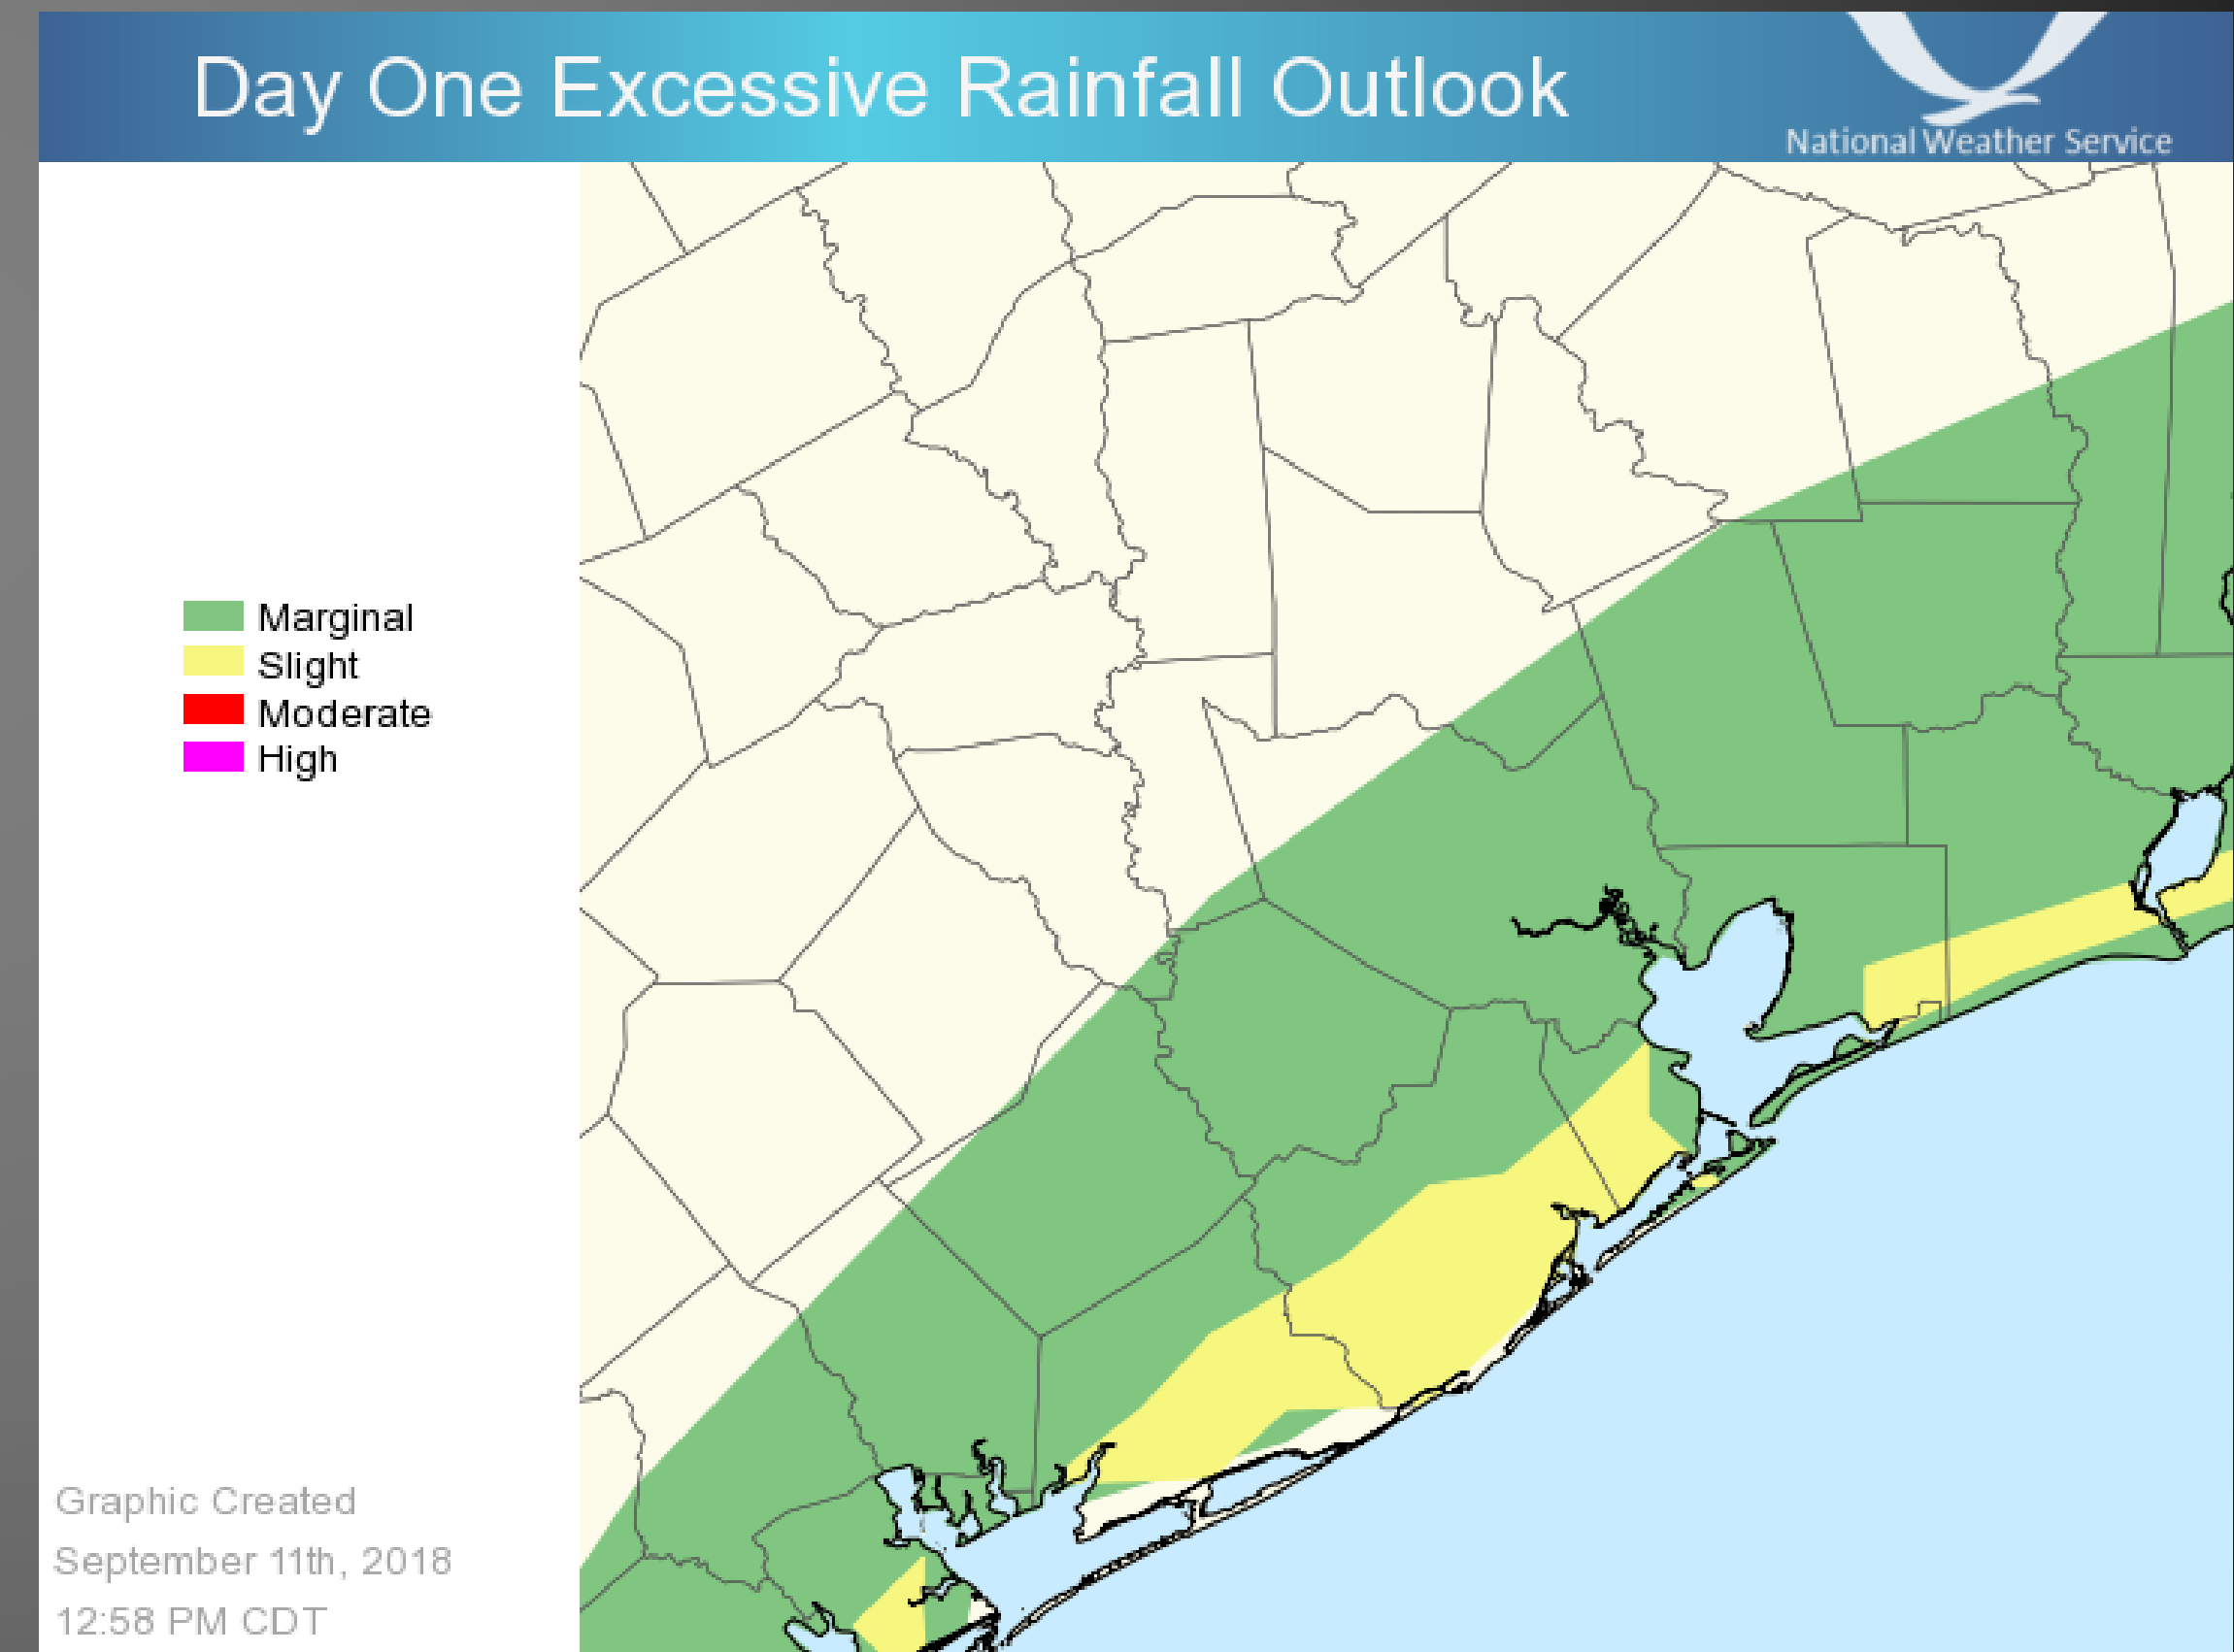 Day One Excessive Rainfall Outlook
National Weather Service
Marginal
Slight
Moderate
High
Graphic Created
September 11th, 2018
12:58 PM CDT